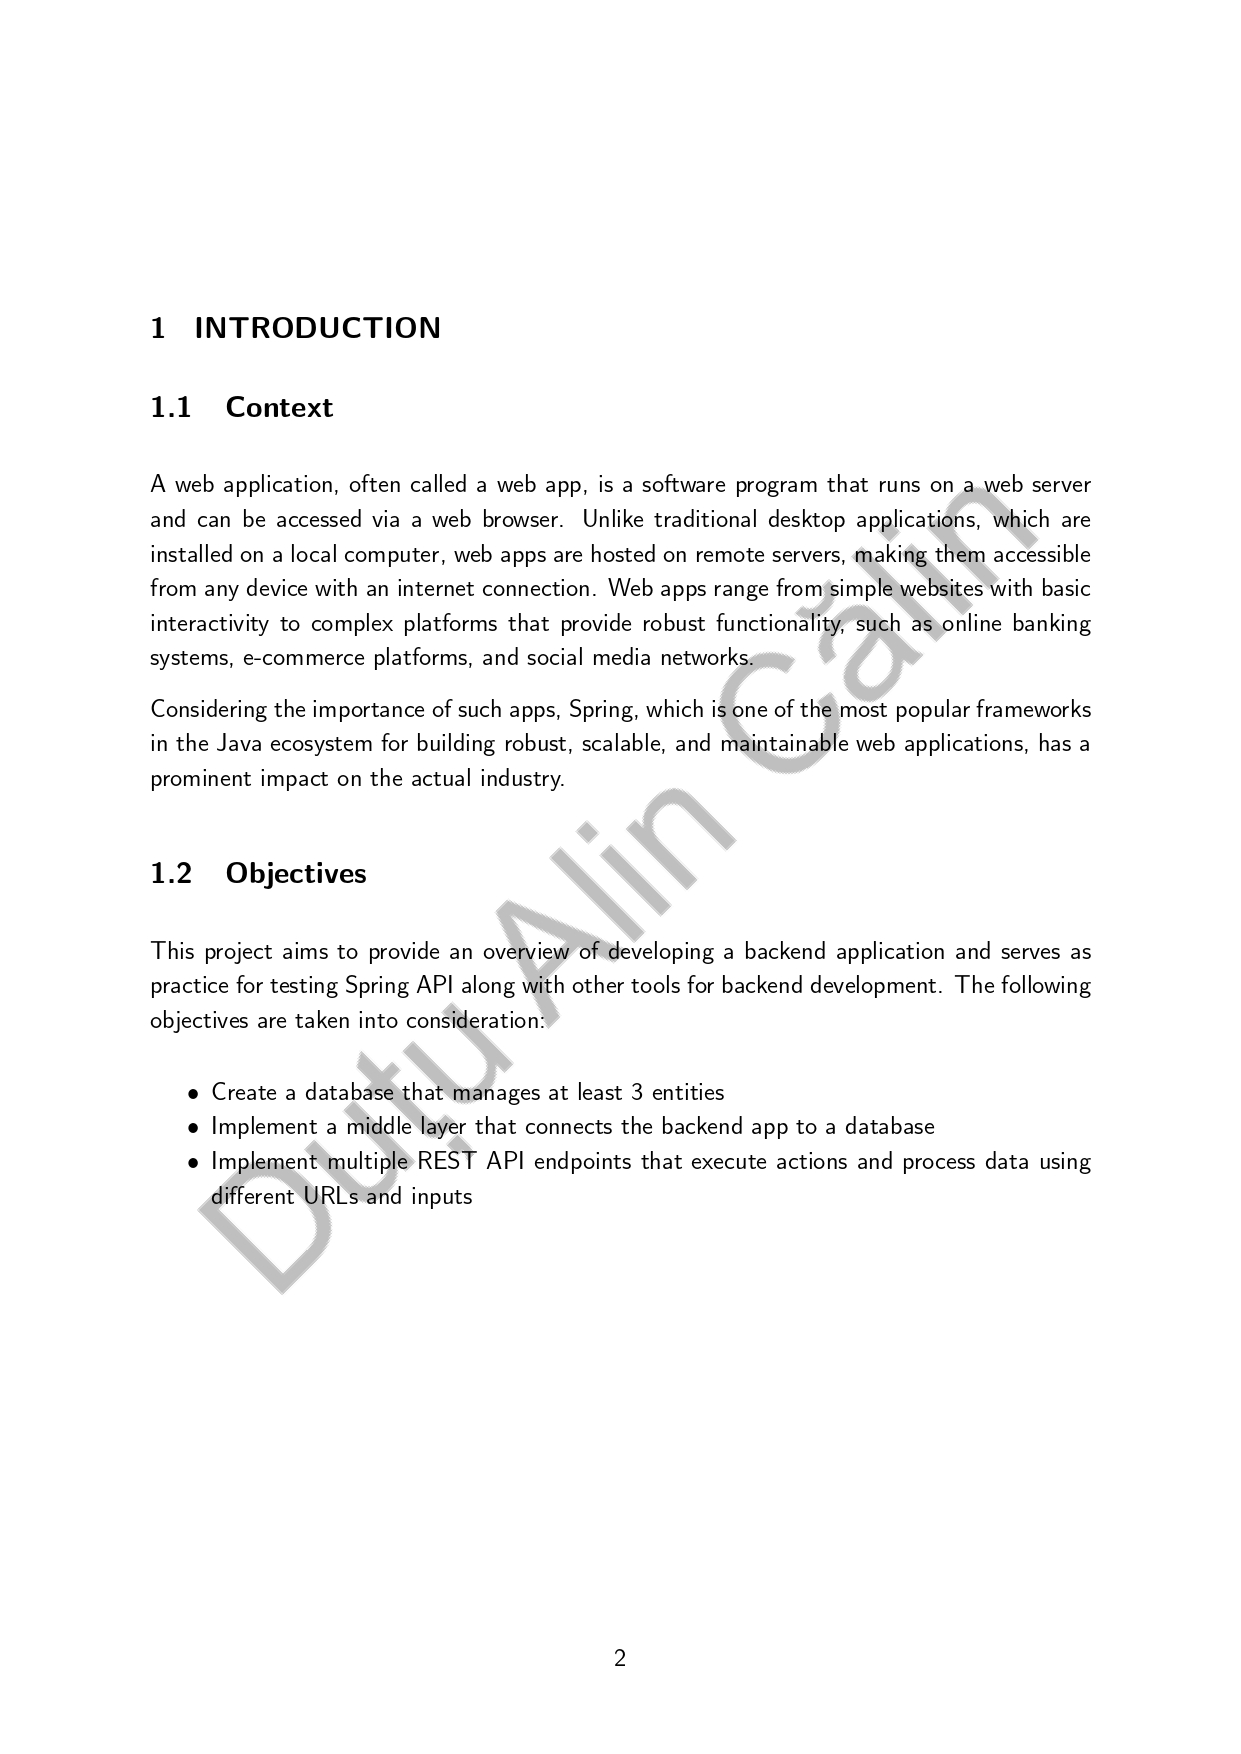 1 INTRODUCTION
1.1 Context
A web application, often called a web app, is a software program that runs on a web server
and can be accessed via a web browser. Unlike traditional desktop applications, which are
installed on a local computer, web apps are hosted on remote servers, making them accessible
from any device with an internet connection. Web apps range from simple websites with basic
interactivity to complex platforms that provide robust functionality, such as online banking
systems, e-commerce platforms, and social media networks.
Considering the importance of such apps, Spring, which is one of the most popular frameworks
in the Java ecosystem for building robust, scalable, and maintainable web applications, has a
prominent impact on the actual industry.
1.2 Objectives
This project aims to provide an overview of developing a backend application and serves as
practice for testing Spring API along with other tools for backend development. The following
objectives are taken into consideration:
• Create a database that manages at least 3 entities
• Implement a middle layer that connects the backend app to a database
• Implement multiple REST API endpoints that execute actions and process data using
different URLs and inputs
Duțu Alin Călin
2